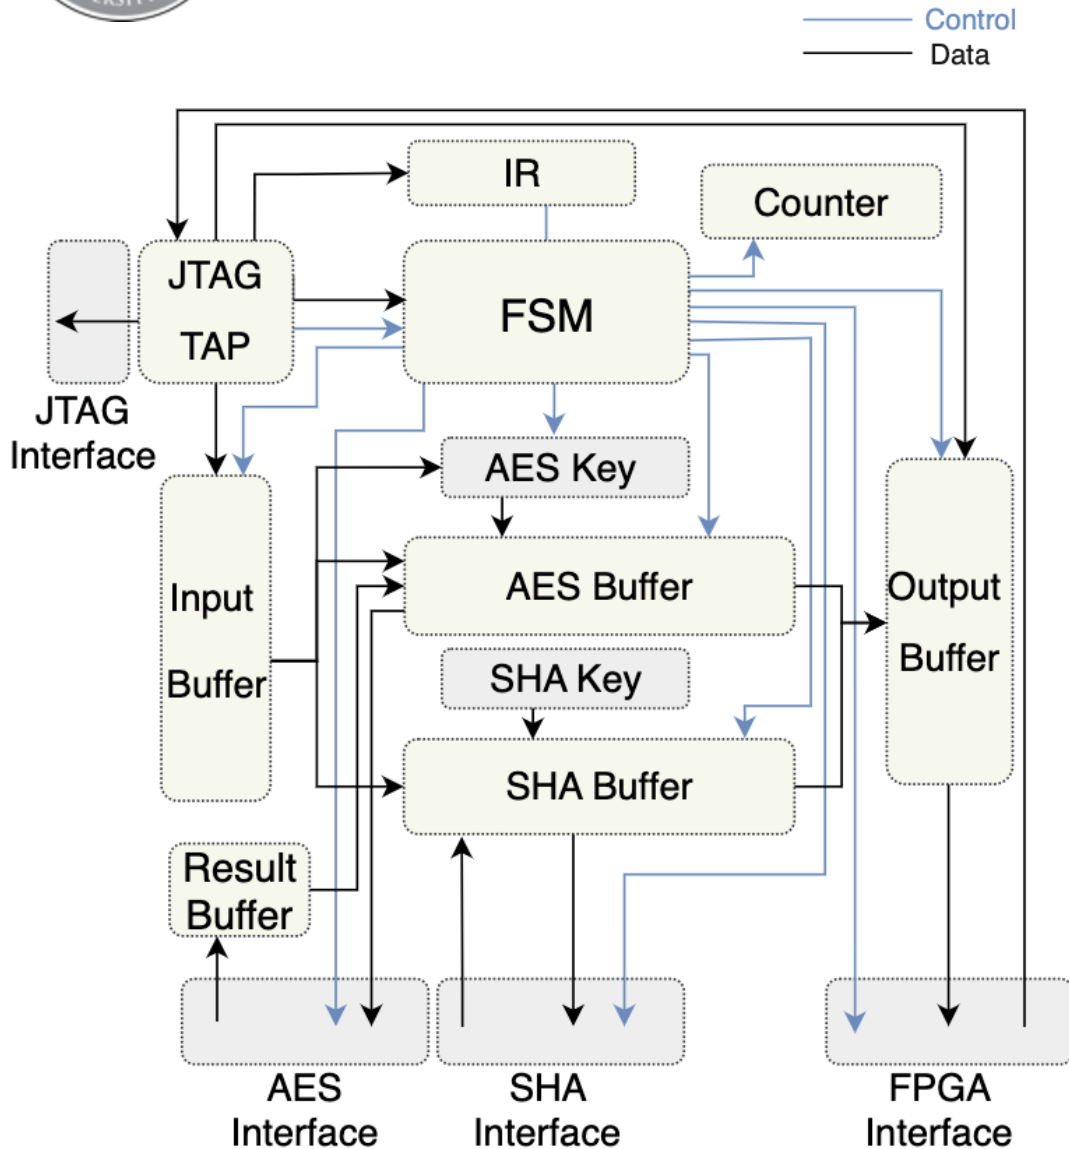 ERSITY
Control
Data
IR
Counter
JTAG
TAP
FSM
JTAG
Interface
AES Key
Input
Buffer
AES Buffer
Output
Buffer
SHA Key
SHA Buffer
Result
Buffer
AES
Interface
SHA
Interface
FPGA
Interface